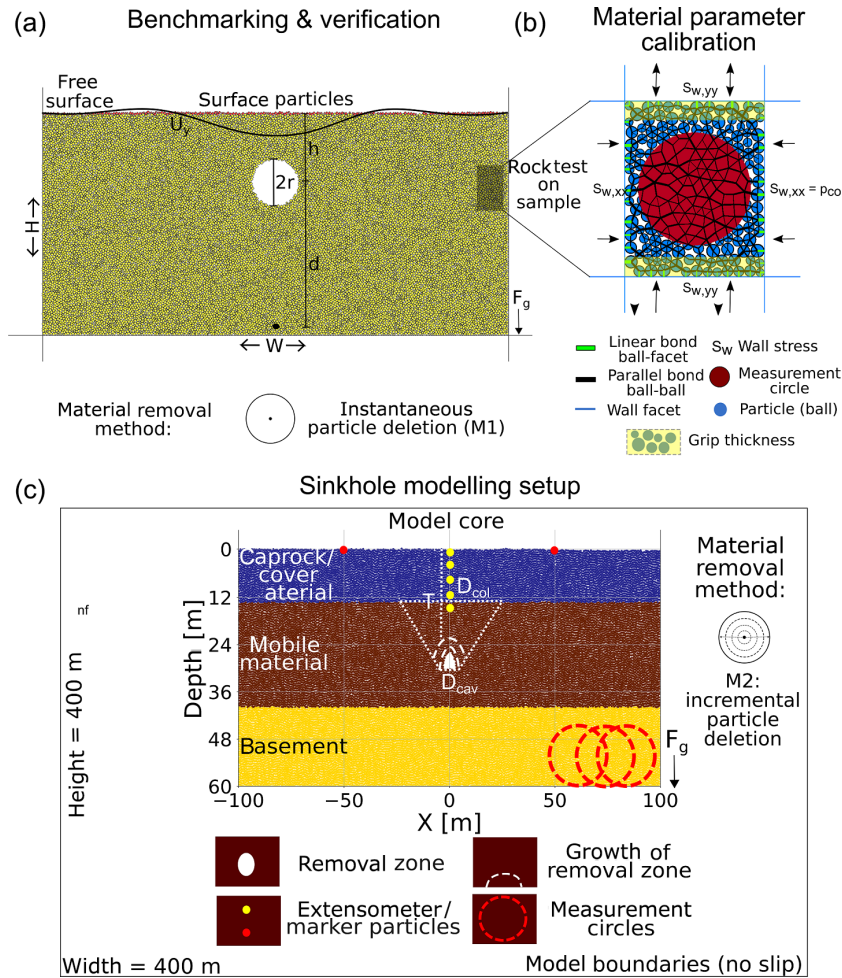 (a)
Benchmarking & verification
Free
surface
Surface particles
Uy
h
2r
H
d
W
Fg
Rock test
on
sample
Material removal
method:
Instantaneous
particle deletion (M1)
(b)
Material parameter
calibration
Sw,yy
Sw,xx
Sw,xx = pco
Sw,yy
Linear bond
ball-facet
Sw Wall stress
Parallel bond
ball-ball
Measurement
circle
Wall facet
Particle (ball)
Grip thickness
(c)
Sinkhole modelling setup
Model core
Height = 400 m
nf
Depth [m]
0
12
24
36
48
60
Caprock/
cover
aterial
T
Dcol
Mobile
material
Dcav
Basement
−100
−50
0
50
100
X [m]
Material
removal
method:
M2:
incremental
particle
deletion
Fg
Removal zone
Growth of
removal zone
Extensometer/
marker particles
Measurement
circles
Width = 400 m
Model boundaries (no slip)